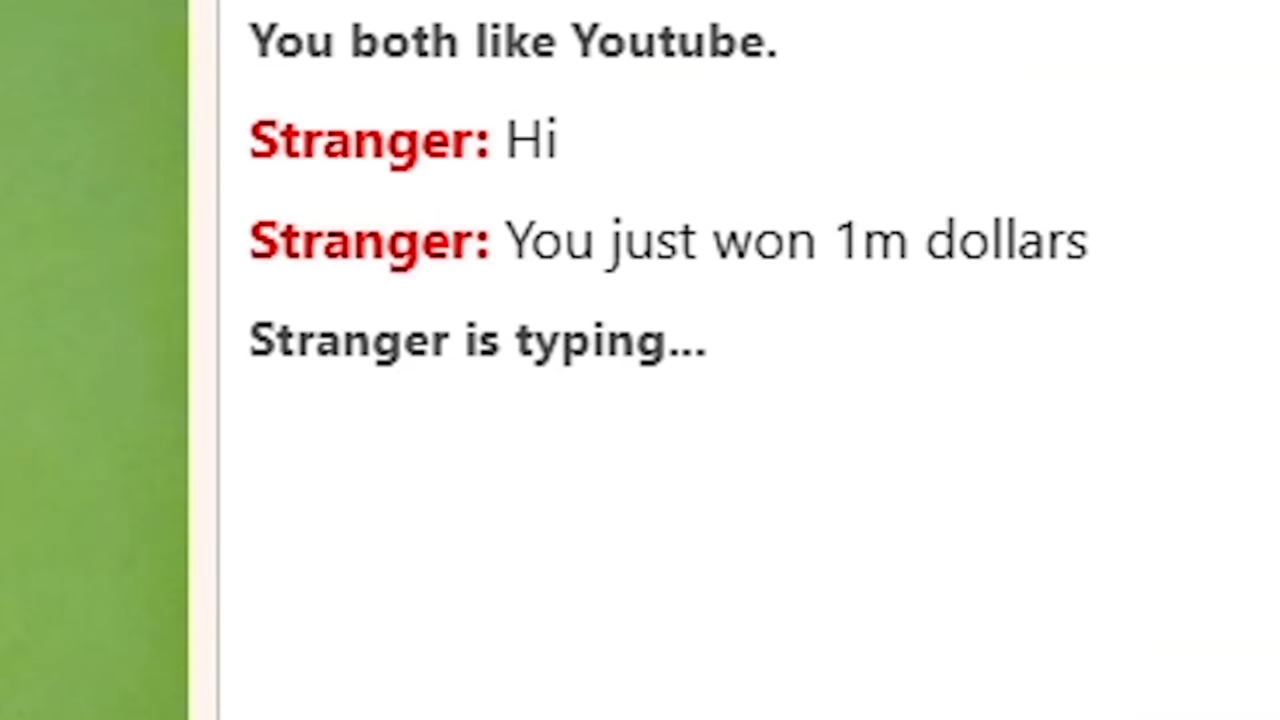 You both like Youtube.
Stranger: Hi
Stranger: You just won 1m dollars
Stranger is typing...